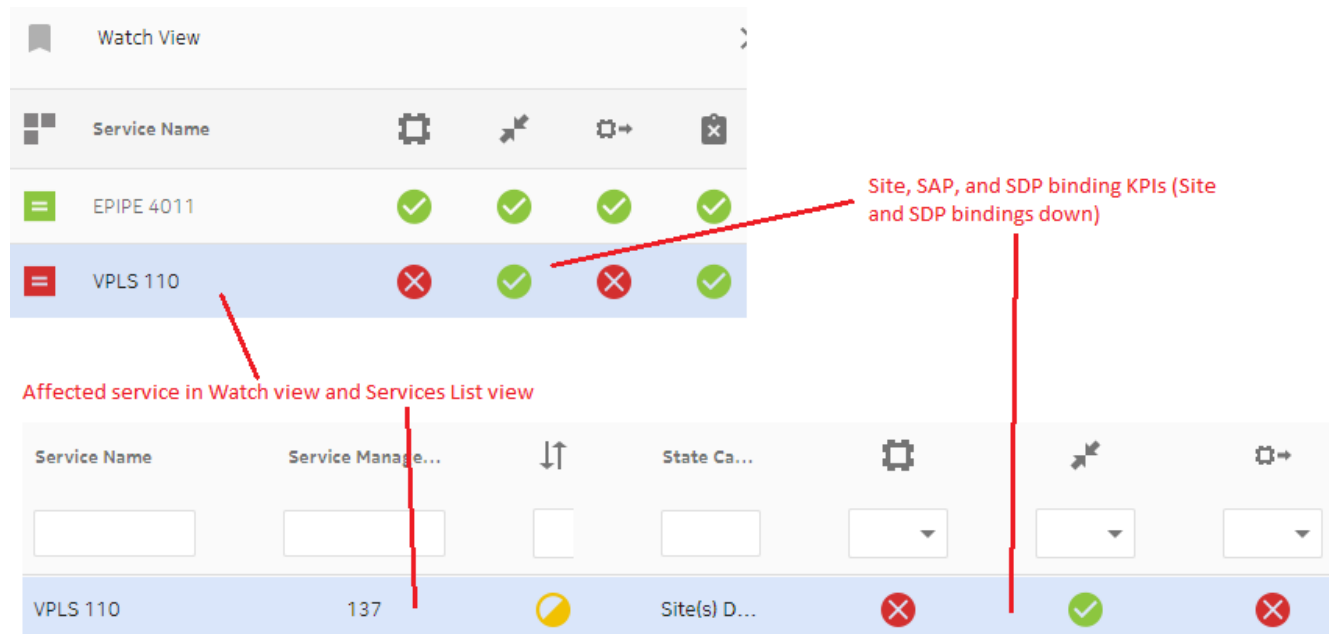 Watch View
Service Name
EPIPE 4011
Site, SAP, and SDP binding KPIs (Site
and SDP bindings down)
VPLS 110
Affected service in Watch view and Services List view
Service Name Service Manage... State Ca...
VPLS 110 137 Site(s) D...